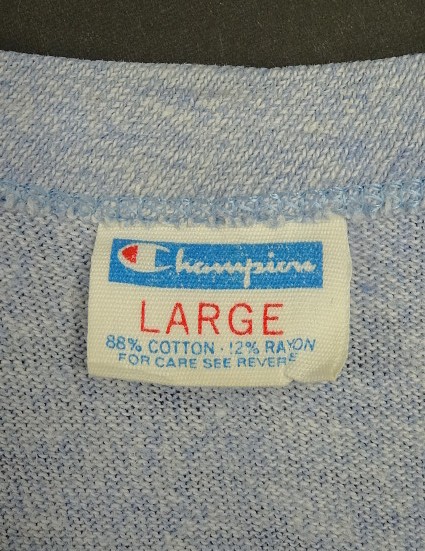 Champion
LARGE
88% COTTON · 12% RAYON
FOR CARE SEE REVERSE